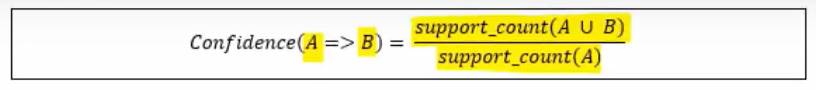 Confidence(A => B) = support_count(A ∪ B)
support_count(A)